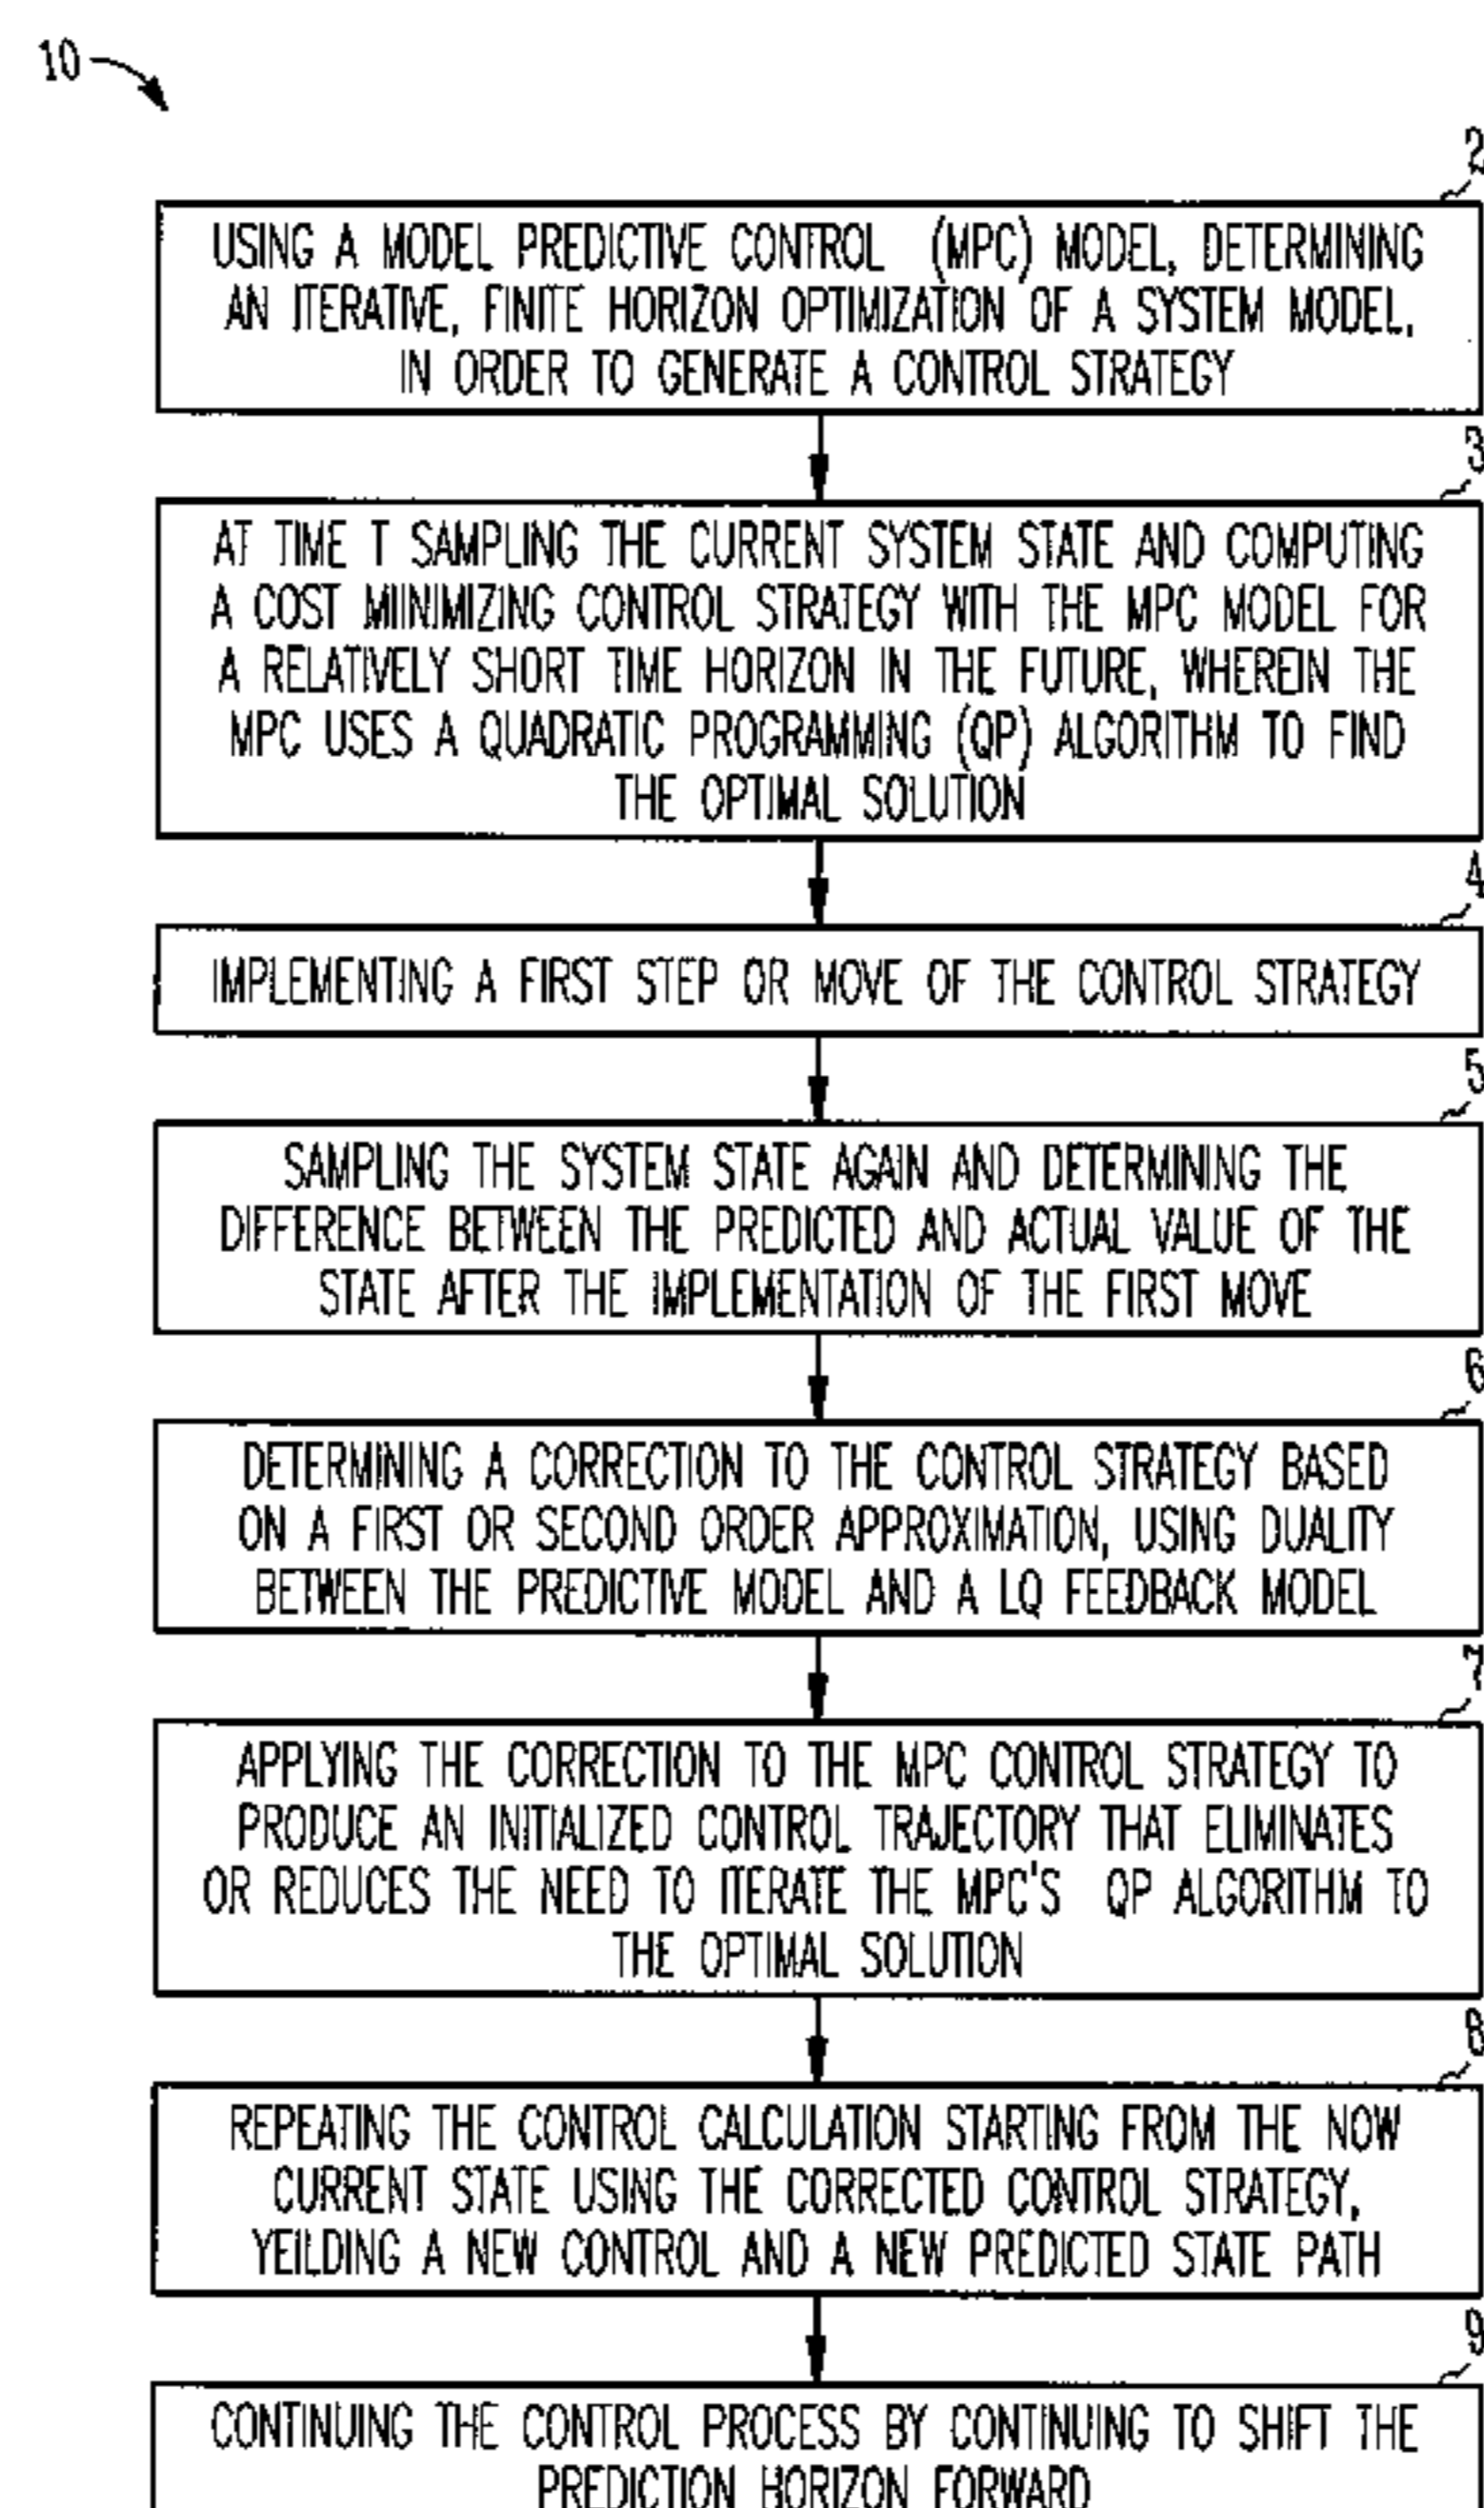 10
2
USING A MODEL PREDICTIVE CONTROL (MPC) MODEL, DETERMINING
AN ITERATIVE, FINITE HORIZON OPTIMIZATION OF A SYSTEM MODEL,
IN ORDER TO GENERATE A CONTROL STRATEGY
3
AT TIME T SAMPLING THE CURRENT SYSTEM STATE AND COMPUTING
A COST MINIMIZING CONTROL STRATEGY WITH THE MPC MODEL FOR
A RELATIVELY SHORT TIME HORIZON IN THE FUTURE, WHEREIN THE
MPC USES A QUADRATIC PROGRAMMING (QP) ALGORITHM TO FIND
THE OPTIMAL SOLUTION
4
IMPLEMENTING A FIRST STEP OR MOVE OF THE CONTROL STRATEGY
5
SAMPLING THE SYSTEM STATE AGAIN AND DETERMINING THE
DIFFERENCE BETWEEN THE PREDICTED AND ACTUAL VALUE OF THE
STATE AFTER THE IMPLEMENTATION OF THE FIRST MOVE
6
DETERMINING A CORRECTION TO THE CONTROL STRATEGY BASED
ON A FIRST OR SECOND ORDER APPROXIMATION, USING DUALITY
BETWEEN THE PREDICTIVE MODEL AND A LQ FEEDBACK MODEL
7
APPLYING THE CORRECTION TO THE MPC CONTROL STRATEGY TO
PRODUCE AN INITIALIZED CONTROL TRAJECTORY THAT ELIMINATES
OR REDUCES THE NEED TO ITERATE THE MPC'S QP ALGORITHM TO
THE OPTIMAL SOLUTION
8
REPEATING THE CONTROL CALCULATION STARTING FROM THE NOW
CURRENT STATE USING THE CORRECTED CONTROL STRATEGY,
YEILDING A NEW CONTROL AND A NEW PREDICTED STATE PATH
9
CONTINUING THE CONTROL PROCESS BY CONTINUING TO SHIFT THE
PREDICTION HORIZON FORWARD